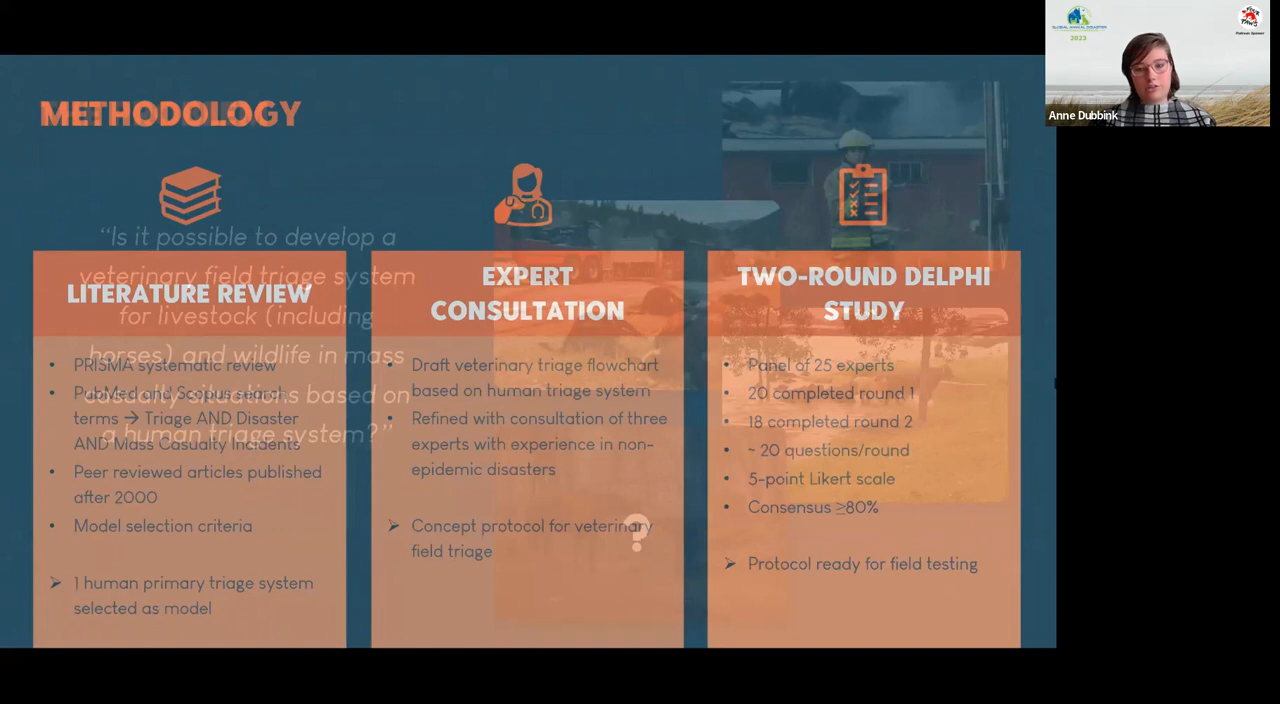 METHODOLOGY
"Is it possible to develop a
veterinary field triage system
for livestock (including
horses) and wildlife in mass
casualty situations based on
a human triage system?"
LITERATURE REVIEW
• PRISMA systematic review
• PubMed and Scopus search
terms → Triage AND Disaster
AND Mass Casualty Incidents
• Peer reviewed articles published
after 2000
• Model selection criteria
➢ 1 human primary triage system
selected as model
EXPERT
CONSULTATION
• Draft veterinary triage flowchart
based on human triage system
• Refined with consultation of three
experts with experience in non-
epidemic disasters
➢ Concept protocol for veterinary
field triage
?
TWO-ROUND DELPHI
STUDY
• Panel of 25 experts
• 20 completed round 1
• 18 completed round 2
• ~ 20 questions/round
• 5-point Likert scale
• Consensus ≥80%
➢ Protocol ready for field testing
GLOBAL ANIMAL DISASTER
2023
FOUR
PAWS
Anne Dubbink